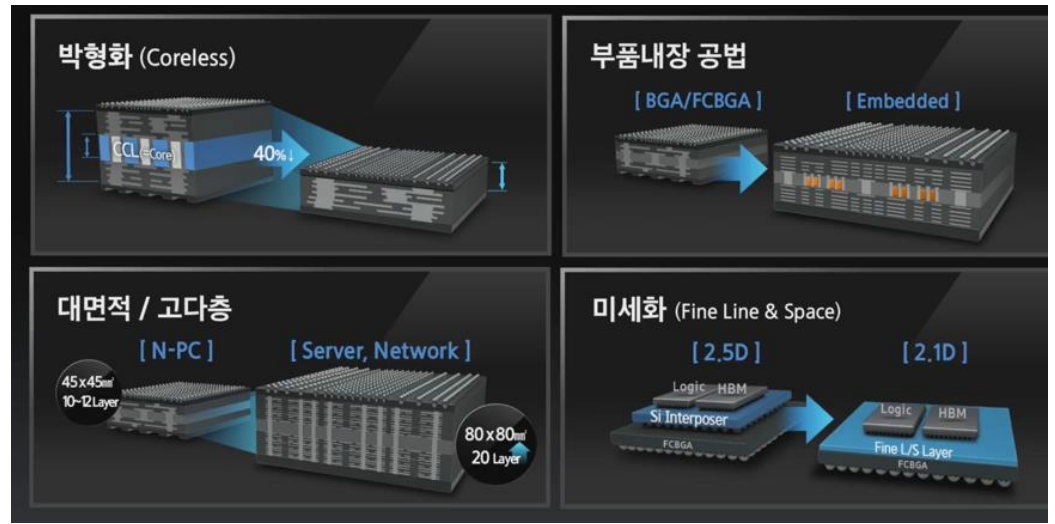 박형화 (Coreless)
CCL(=Core)
40%↓
부품내장 공법
[ BGA/FCBGA ]
[ Embedded ]
대면적 / 고다층
[ N-PC ]
[ Server, Network ]
45x45㎟
10~12Layer
80x80㎟
20 Layer
미세화 (Fine Line & Space)
[ 2.5D ]
[ 2.1D ]
Logic HBM
Si Interposer
FCBGA
Logic HBM
Fine L/S Layer
FCBGA